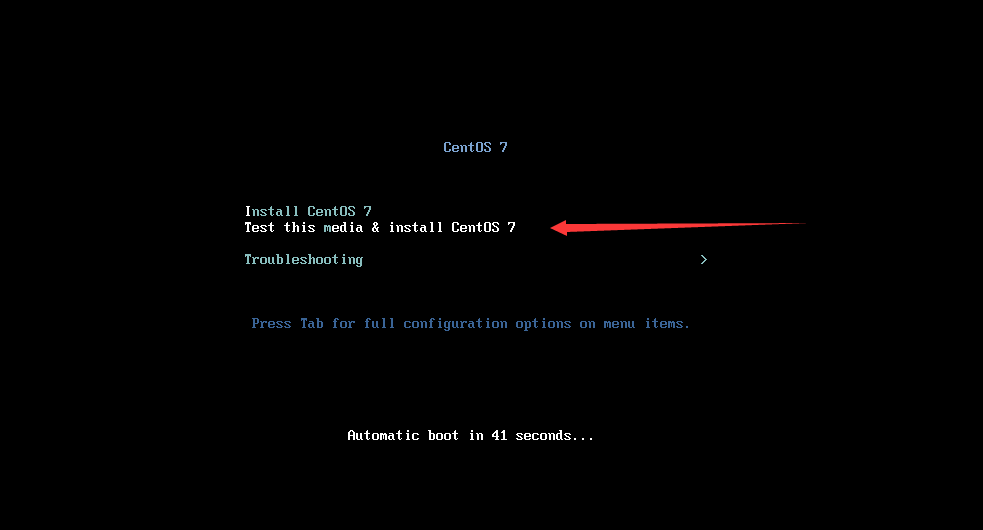 CentOS 7
Install CentOS 7
Test this media & install CentOS 7
Troubleshooting >
Press Tab for full configuration options on menu items.
Automatic boot in 41 seconds...